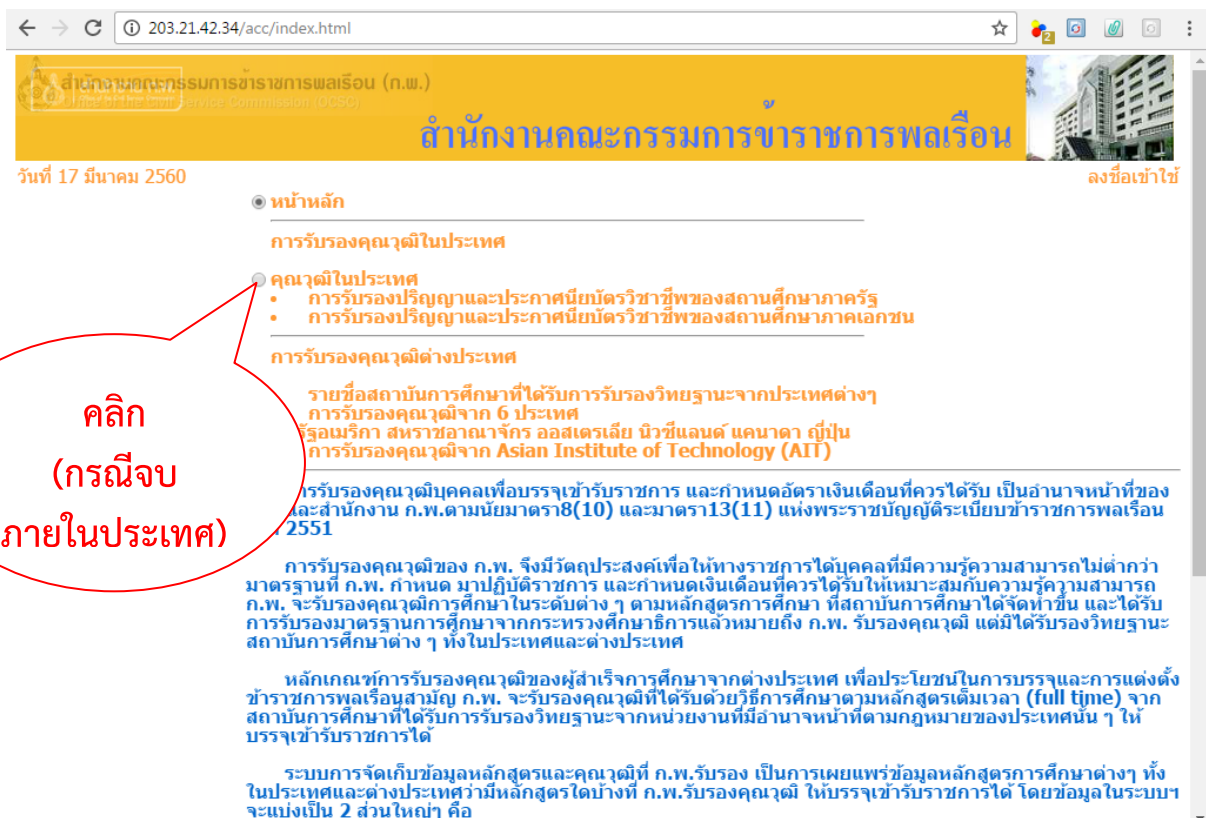 203.21.42.34/acc/index.html
2
สำนักงานคณะกรรมการข้าราชการพลเรือน (ก.พ.)
Office of the Civil Service Commission (OCSC)
สำนักงานคณะกรรมการข้าราชการพลเรือน
วันที่ 17 มีนาคม 2560
ลงชื่อเข้าใช้
หน้าหลัก
การรับรองคุณวุฒิในประเทศ
คุณวุฒิในประเทศ
• การรับรองปริญญาและประกาศนียบัตรวิชาชีพของสถานศึกษาภาครัฐ
• การรับรองปริญญาและประกาศนียบัตรวิชาชีพของสถานศึกษาภาคเอกชน
การรับรองคุณวุฒิต่างประเทศ
รายชื่อสถาบันการศึกษาที่ได้รับการรับรองวิทยฐานะจากประเทศต่างๆ
การรับรองคุณวุฒิจาก 6 ประเทศ
รัฐอเมริกา สหราชอาณาจักร ออสเตรเลีย นิวซีแลนด์ แคนาดา ญี่ปุ่น
การรับรองคุณวุฒิจาก Asian Institute of Technology (AIT)
คลิก
(กรณีจบ
ภายในประเทศ)
ารรับรองคุณวุฒิบุคคลเพื่อบรรจุเข้ารับราชการ และกำหนดอัตราเงินเดือนที่ควรได้รับ เป็นอำนาจหน้าที่ของ
และสำนักงาน ก.พ.ตามนัยมาตรา8(10) และมาตรา13(11) แห่งพระราชบัญญัติระเบียบข้าราชการพลเรือน
2551
การรับรองคุณวุฒิของ ก.พ. จึงมีวัตถุประสงค์เพื่อให้ทางราชการได้บุคคลที่มีความรู้ความสามารถไม่ต่ำกว่า
มาตรฐานที่ ก.พ. กำหนด มาปฏิบัติราชการ และกำหนดเงินเดือนที่ควรได้รับให้เหมาะสมกับความรู้ความสามารถ
ก.พ. จะรับรองคุณวุฒิการศึกษาในระดับต่าง ๆ ตามหลักสูตรการศึกษา ที่สถาบันการศึกษาได้จัดทำขึ้น และได้รับ
การรับรองมาตรฐานการศึกษาจากกระทรวงศึกษาธิการแล้วหมายถึง ก.พ. รับรองคุณวุฒิ แต่มิได้รับรองวิทยฐานะ
สถาบันการศึกษาต่าง ๆ ทั้งในประเทศและต่างประเทศ
หลักเกณฑ์การรับรองคุณวุฒิของผู้สำเร็จการศึกษาจากต่างประเทศ เพื่อประโยชน์ในการบรรจุและการแต่งตั้ง
ข้าราชการพลเรือนสามัญ ก.พ. จะรับรองคุณวุฒิที่ได้รับด้วยวิธีการศึกษาตามหลักสูตรเต็มเวลา (full time) จาก
สถาบันการศึกษาที่ได้รับการรับรองวิทยฐานะจากหน่วยงานที่มีอำนาจหน้าที่ตามกฎหมายของประเทศนั้น ๆ ให้
บรรจุเข้ารับราชการได้
ระบบการจัดเก็บข้อมูลหลักสูตรและคุณวุฒิที่ ก.พ.รับรอง เป็นการเผยแพร่ข้อมูลหลักสูตรการศึกษาต่างๆ ทั้ง
ในประเทศและต่างประเทศว่ามีหลักสูตรใดบ้างที่ ก.พ.รับรองคุณวุฒิ ให้บรรจุเข้ารับราชการได้ โดยข้อมูลในระบบฯ
จะแบ่งเป็น 2 ส่วนใหญ่ๆ คือ